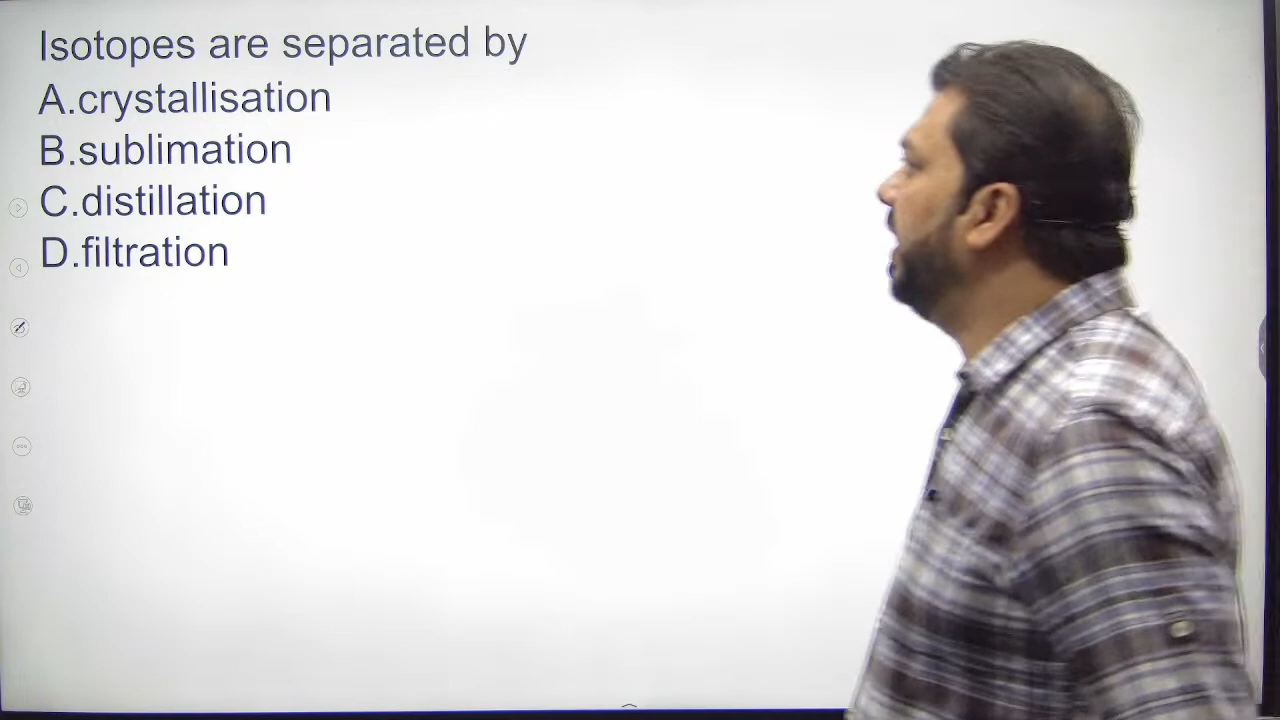 Isotopes are separated by
A.crystallisation
B.sublimation
C.distillation
D.filtration